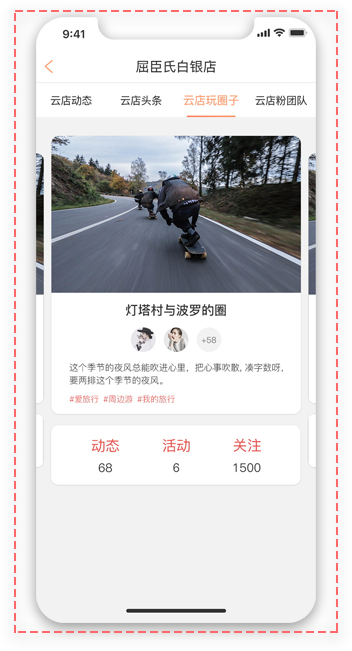 9:41
屈臣氏白银店
云店动态 云店头条 云店玩圈子 云店粉团队
灯塔村与波罗的圈
+58
这个季节的夜风总能吹进心里，把心事吹散, 凑字数呀，
要两排这个季节的夜风。
#爱旅行 #周边游 #我的旅行
动态 活动 关注
68 6 1500